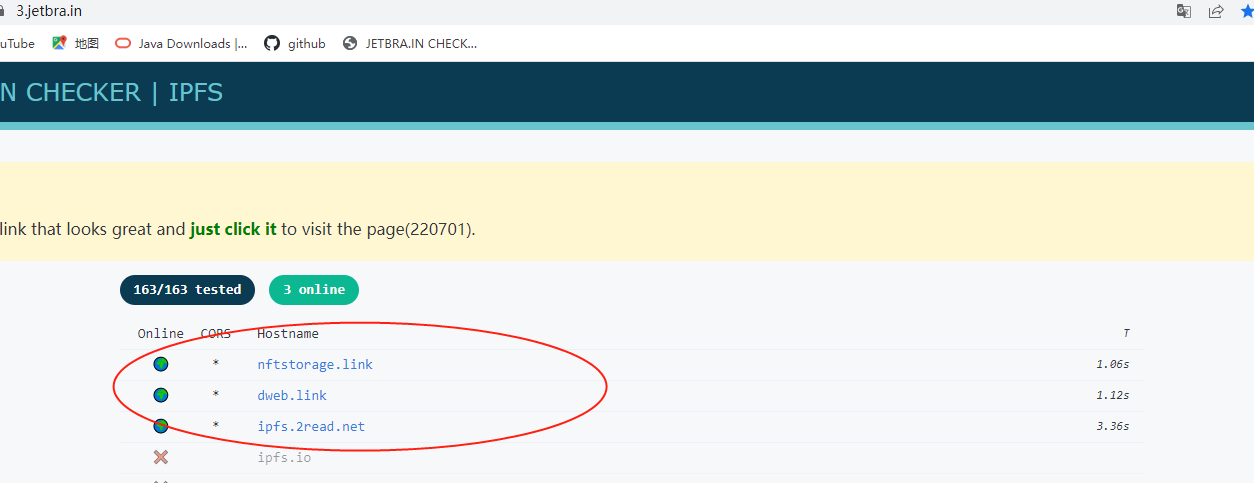 3.jetbra.in
uTube 地图 Java Downloads |... github JETBRA.IN CHECK...
N CHECKER | IPFS
link that looks great and just click it to visit the page(220701).
163/163 tested 3 online
Online CORS Hostname T
* nftstorage.link 1.06s
* dweb.link 1.12s
* ipfs.2read.net 3.36s
ipfs.io